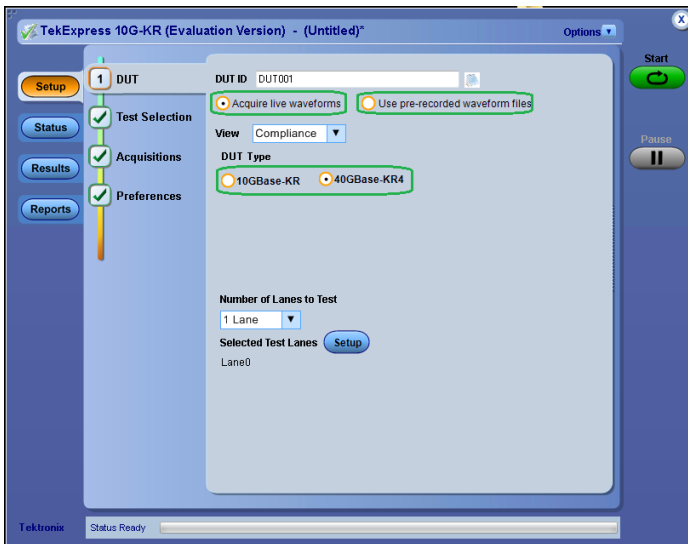 TekExpress 10G-KR (Evaluation Version) - (Untitled)*
Options
X
Start
Setup
Status
Results
Reports
Pause
1 DUT
Test Selection
Acquisitions
Preferences
DUT ID DUT001
Acquire live waveforms
Use pre-recorded waveform files
View Compliance
DUT Type
10GBase-KR
40GBase-KR4
Number of Lanes to Test
1 Lane
Selected Test Lanes Setup
Lane0
Tektronix
Status Ready